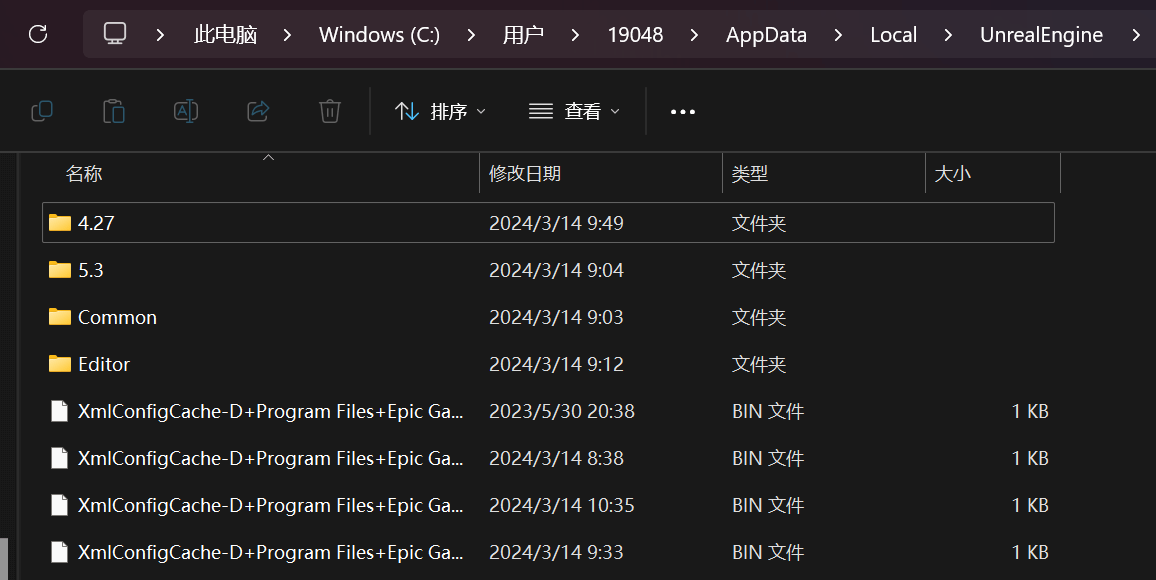 此电脑 > Windows (C:) > 用户 > 19048 > AppData > Local > UnrealEngine >
排序 查看
名称 修改日期 类型 大小
4.27 2024/3/14 9:49 文件夹
5.3 2024/3/14 9:04 文件夹
Common 2024/3/14 9:03 文件夹
Editor 2024/3/14 9:12 文件夹
XmlConfigCache-D+Program Files+Epic Ga... 2023/5/30 20:38 BIN 文件 1 KB
XmlConfigCache-D+Program Files+Epic Ga... 2024/3/14 8:38 BIN 文件 1 KB
XmlConfigCache-D+Program Files+Epic Ga... 2024/3/14 10:35 BIN 文件 1 KB
XmlConfigCache-D+Program Files+Epic Ga... 2024/3/14 9:33 BIN 文件 1 KB